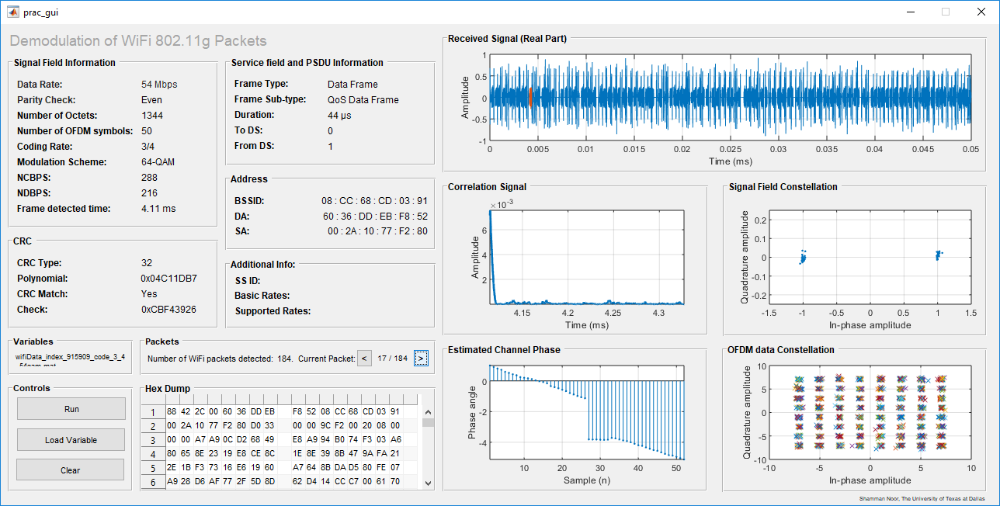 prac_gui
Demodulation of WiFi 802.11g Packets
Signal Field Information
Data Rate: 54 Mbps
Parity Check: Even
Number of Octets: 1344
Number of OFDM symbols: 50
Coding Rate: 3/4
Modulation Scheme: 64-QAM
NCBPS: 288
NDBPS: 216
Frame detected time: 4.11 ms
Service field and PSDU Information
Frame Type: Data Frame
Frame Sub-type: QoS Data Frame
Duration: 44 µs
To DS: 0
From DS: 1
Address
BSSID: 08 : CC : 68 : CD : 03 : 91
DA: 60 : 36 : DD : EB : F8 : 52
SA: 00 : 2A : 10 : 77 : F2 : 80
CRC
CRC Type: 32
Polynomial: 0x04C11DB7
CRC Match: Yes
Check: 0xCBF43926
Additional Info:
SS ID:
Basic Rates:
Supported Rates:
Variables
wifiData_index_915909_code_3_4
Packets
Number of WiFi packets detected: 184. Current Packet: < 17 / 184 >
Controls
Run
Load Variable
Clear
Hex Dump
1 88 42 2C 00 60 36 DD EB F8 52 08 CC 68 CD 03 91
2 00 2A 10 77 F2 80 D0 33 00 00 9C F2 00 20 08 00
3 00 00 A7 A9 0C D2 68 49 E8 A9 94 B0 74 F3 03 A6
4 80 65 8E 23 19 E8 CE 8C 1E 8E 39 8B 47 9A FA 21
5 2E 1B F3 73 16 E6 19 60 A7 64 8B DA D5 80 FE 07
6 A9 28 D6 AF 77 2F 5D 8D 62 D4 14 CC C7 00 61 70
Received Signal (Real Part)
Amplitude
1
0.5
0
-0.5
-1
0 0.005 0.01 0.015 0.02 0.025 0.03 0.035 0.04 0.045 0.05
Time (ms)
Correlation Signal
×10⁻³
Amplitude
6
4
2
4.15 4.2 4.25 4.3
Time (ms)
Signal Field Constellation
Quadrature amplitude
0.2
0.1
0
-0.1
-0.2
-1.5 -1 -0.5 0 0.5 1 1.5
In-phase amplitude
Estimated Channel Phase
Phase angle
0
-2
-4
10 20 30 40 50
Sample (n)
OFDM data Constellation
Quadrature amplitude
10
5
0
-5
-10
-10 -5 0 5 10
In-phase amplitude
Shamman Noor, The University of Texas at Dallas